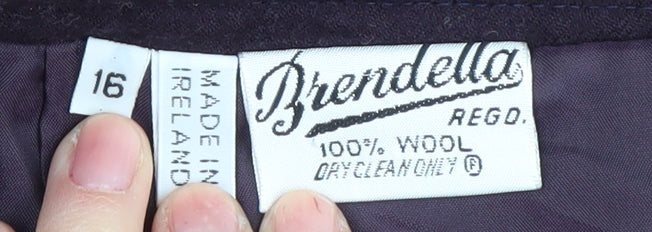 16
MADE IN
IRELAND
Brendella
REGD.
100% WOOL
DRY CLEAN ONLY Ⓟ